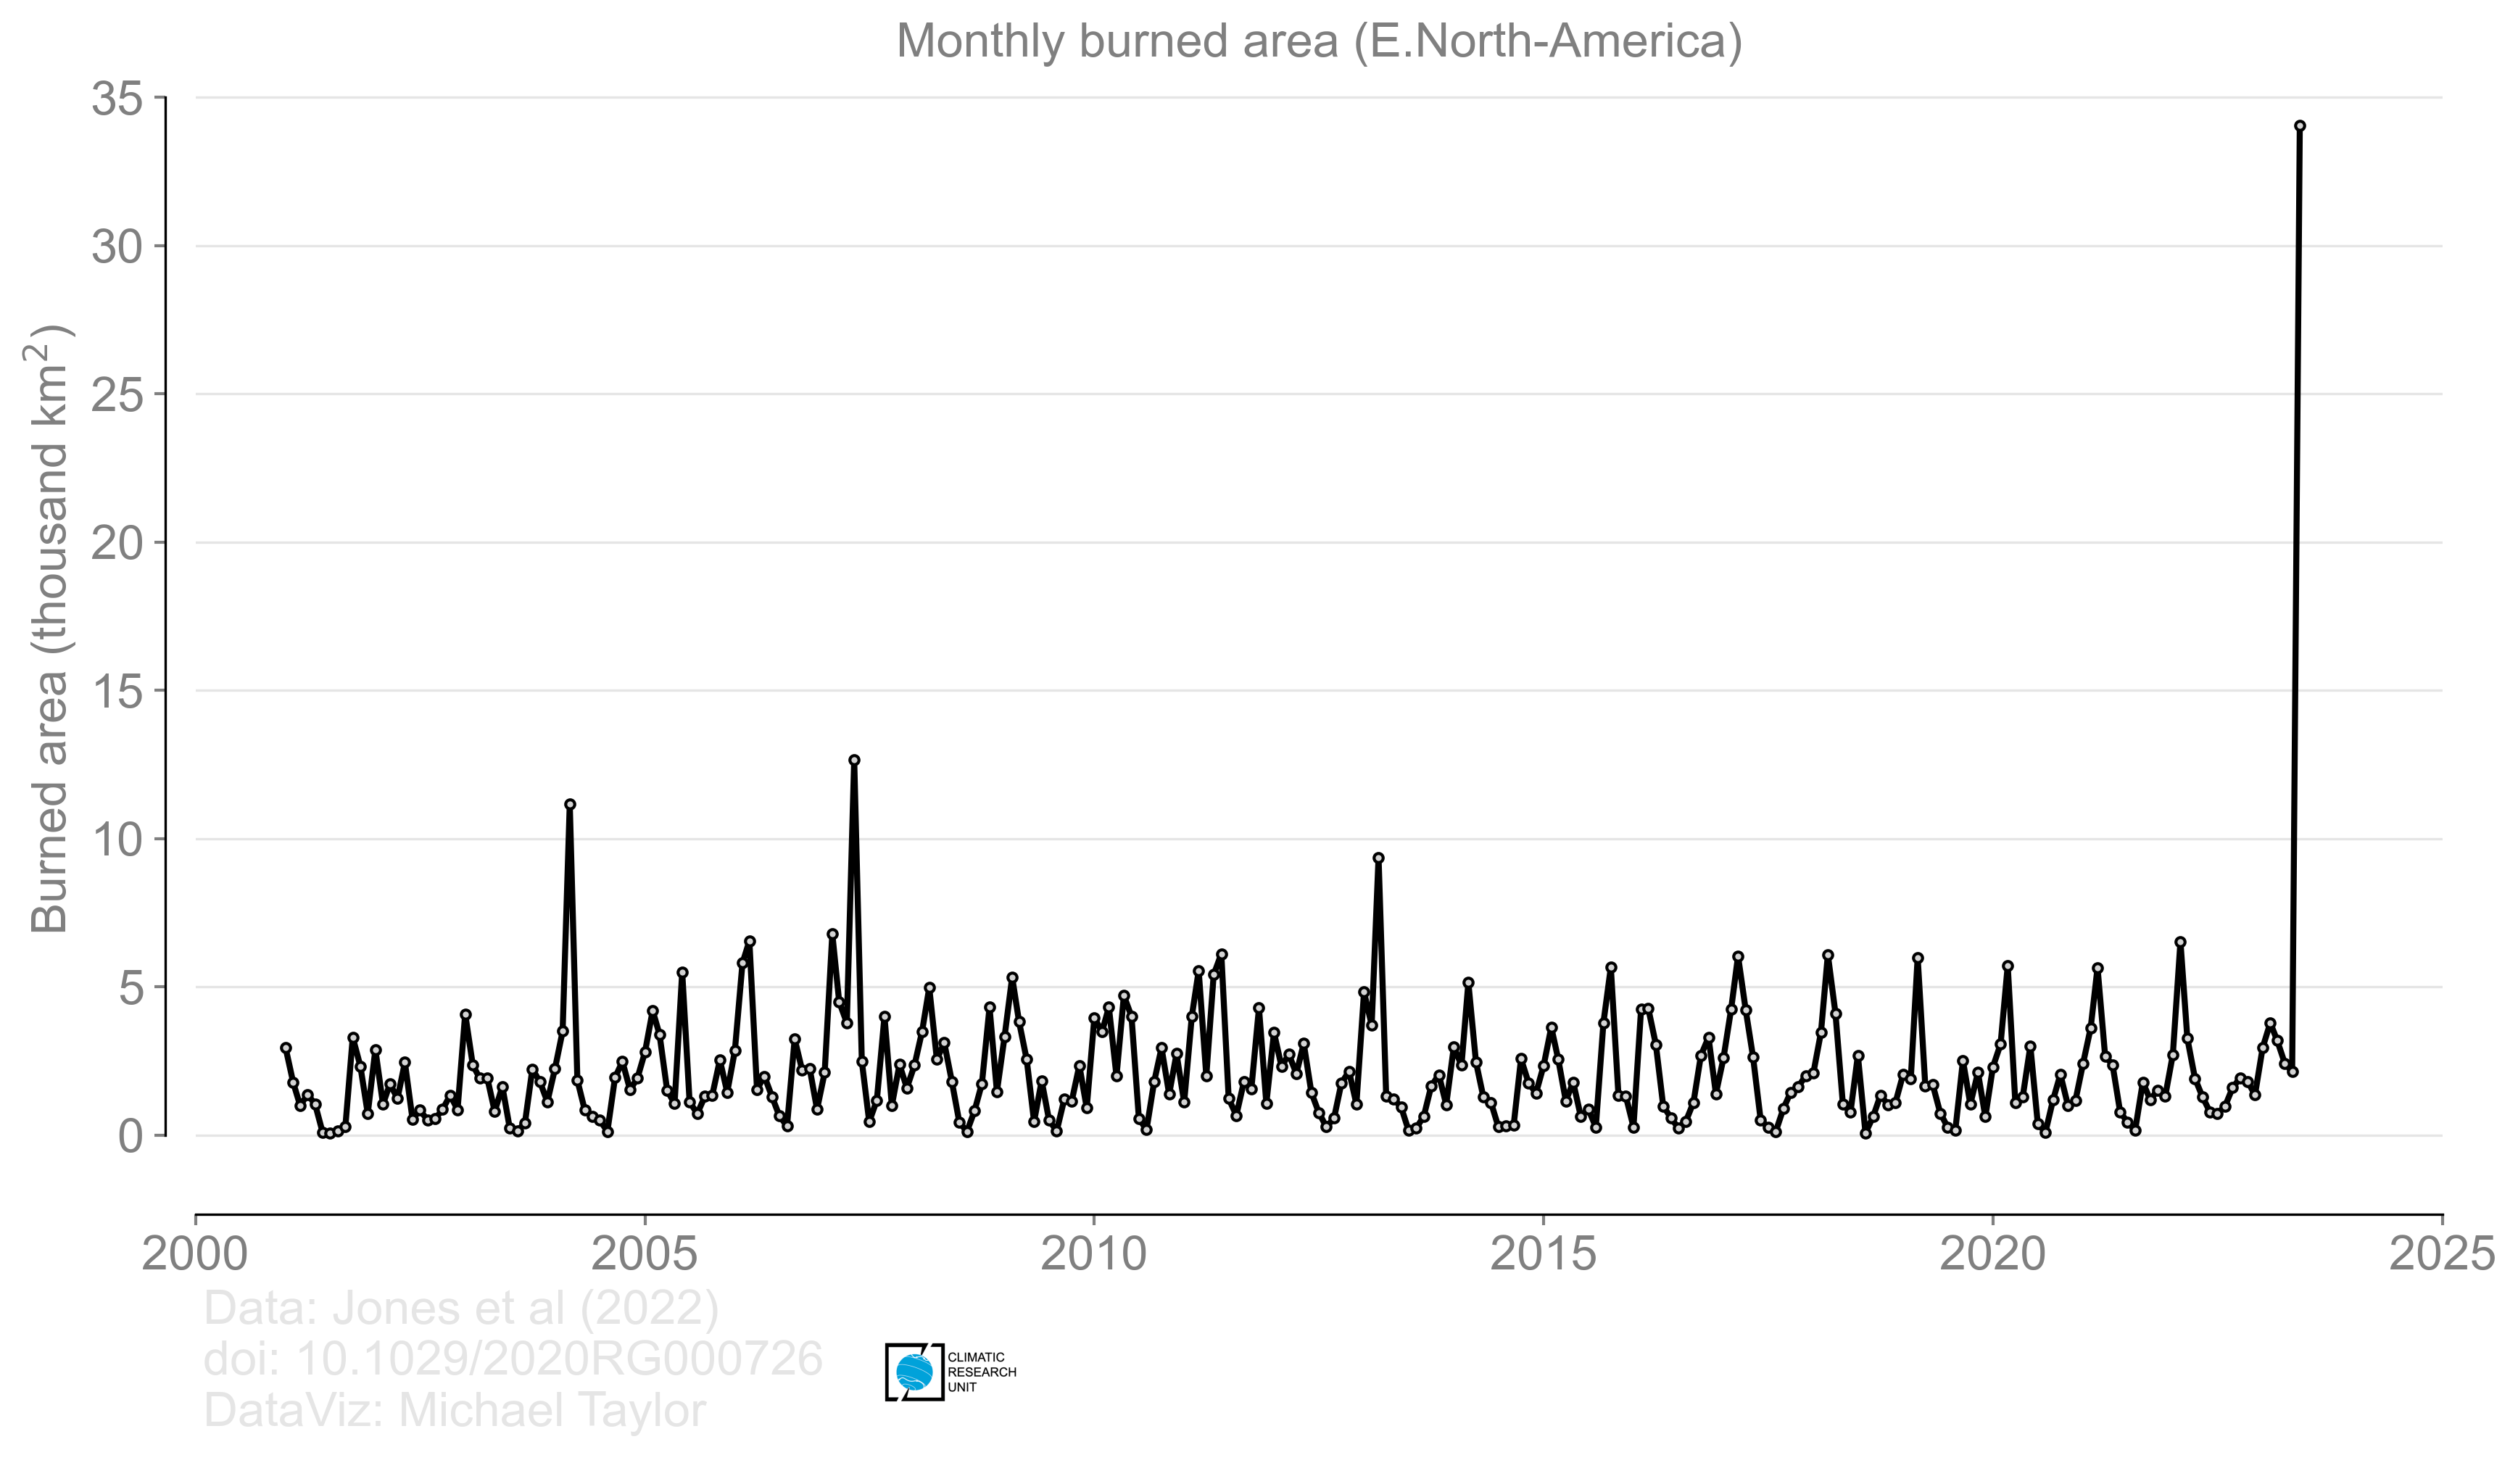 Monthly burned area (E.North-America)
Burned area (thousand km²)
35
30
25
20
15
10
5
0
2000 2005 2010 2015 2020 2025
Data: Jones et al (2022)
doi: 10.1029/2020RG000726
DataViz: Michael Taylor
CLIMATIC
RESEARCH
UNIT